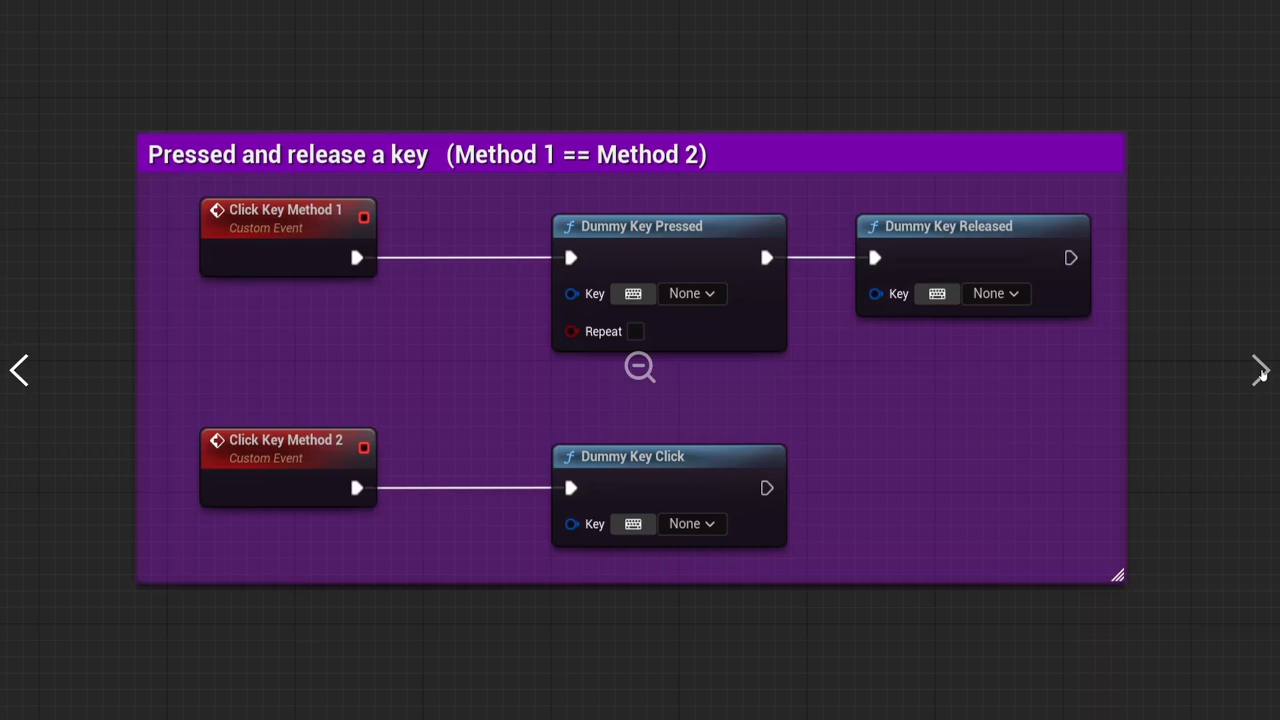 Pressed and release a key (Method 1 == Method 2)
Click Key Method 1
Custom Event
Dummy Key Pressed
Key None
Repeat
Dummy Key Released
Key None
Click Key Method 2
Custom Event
Dummy Key Click
Key None